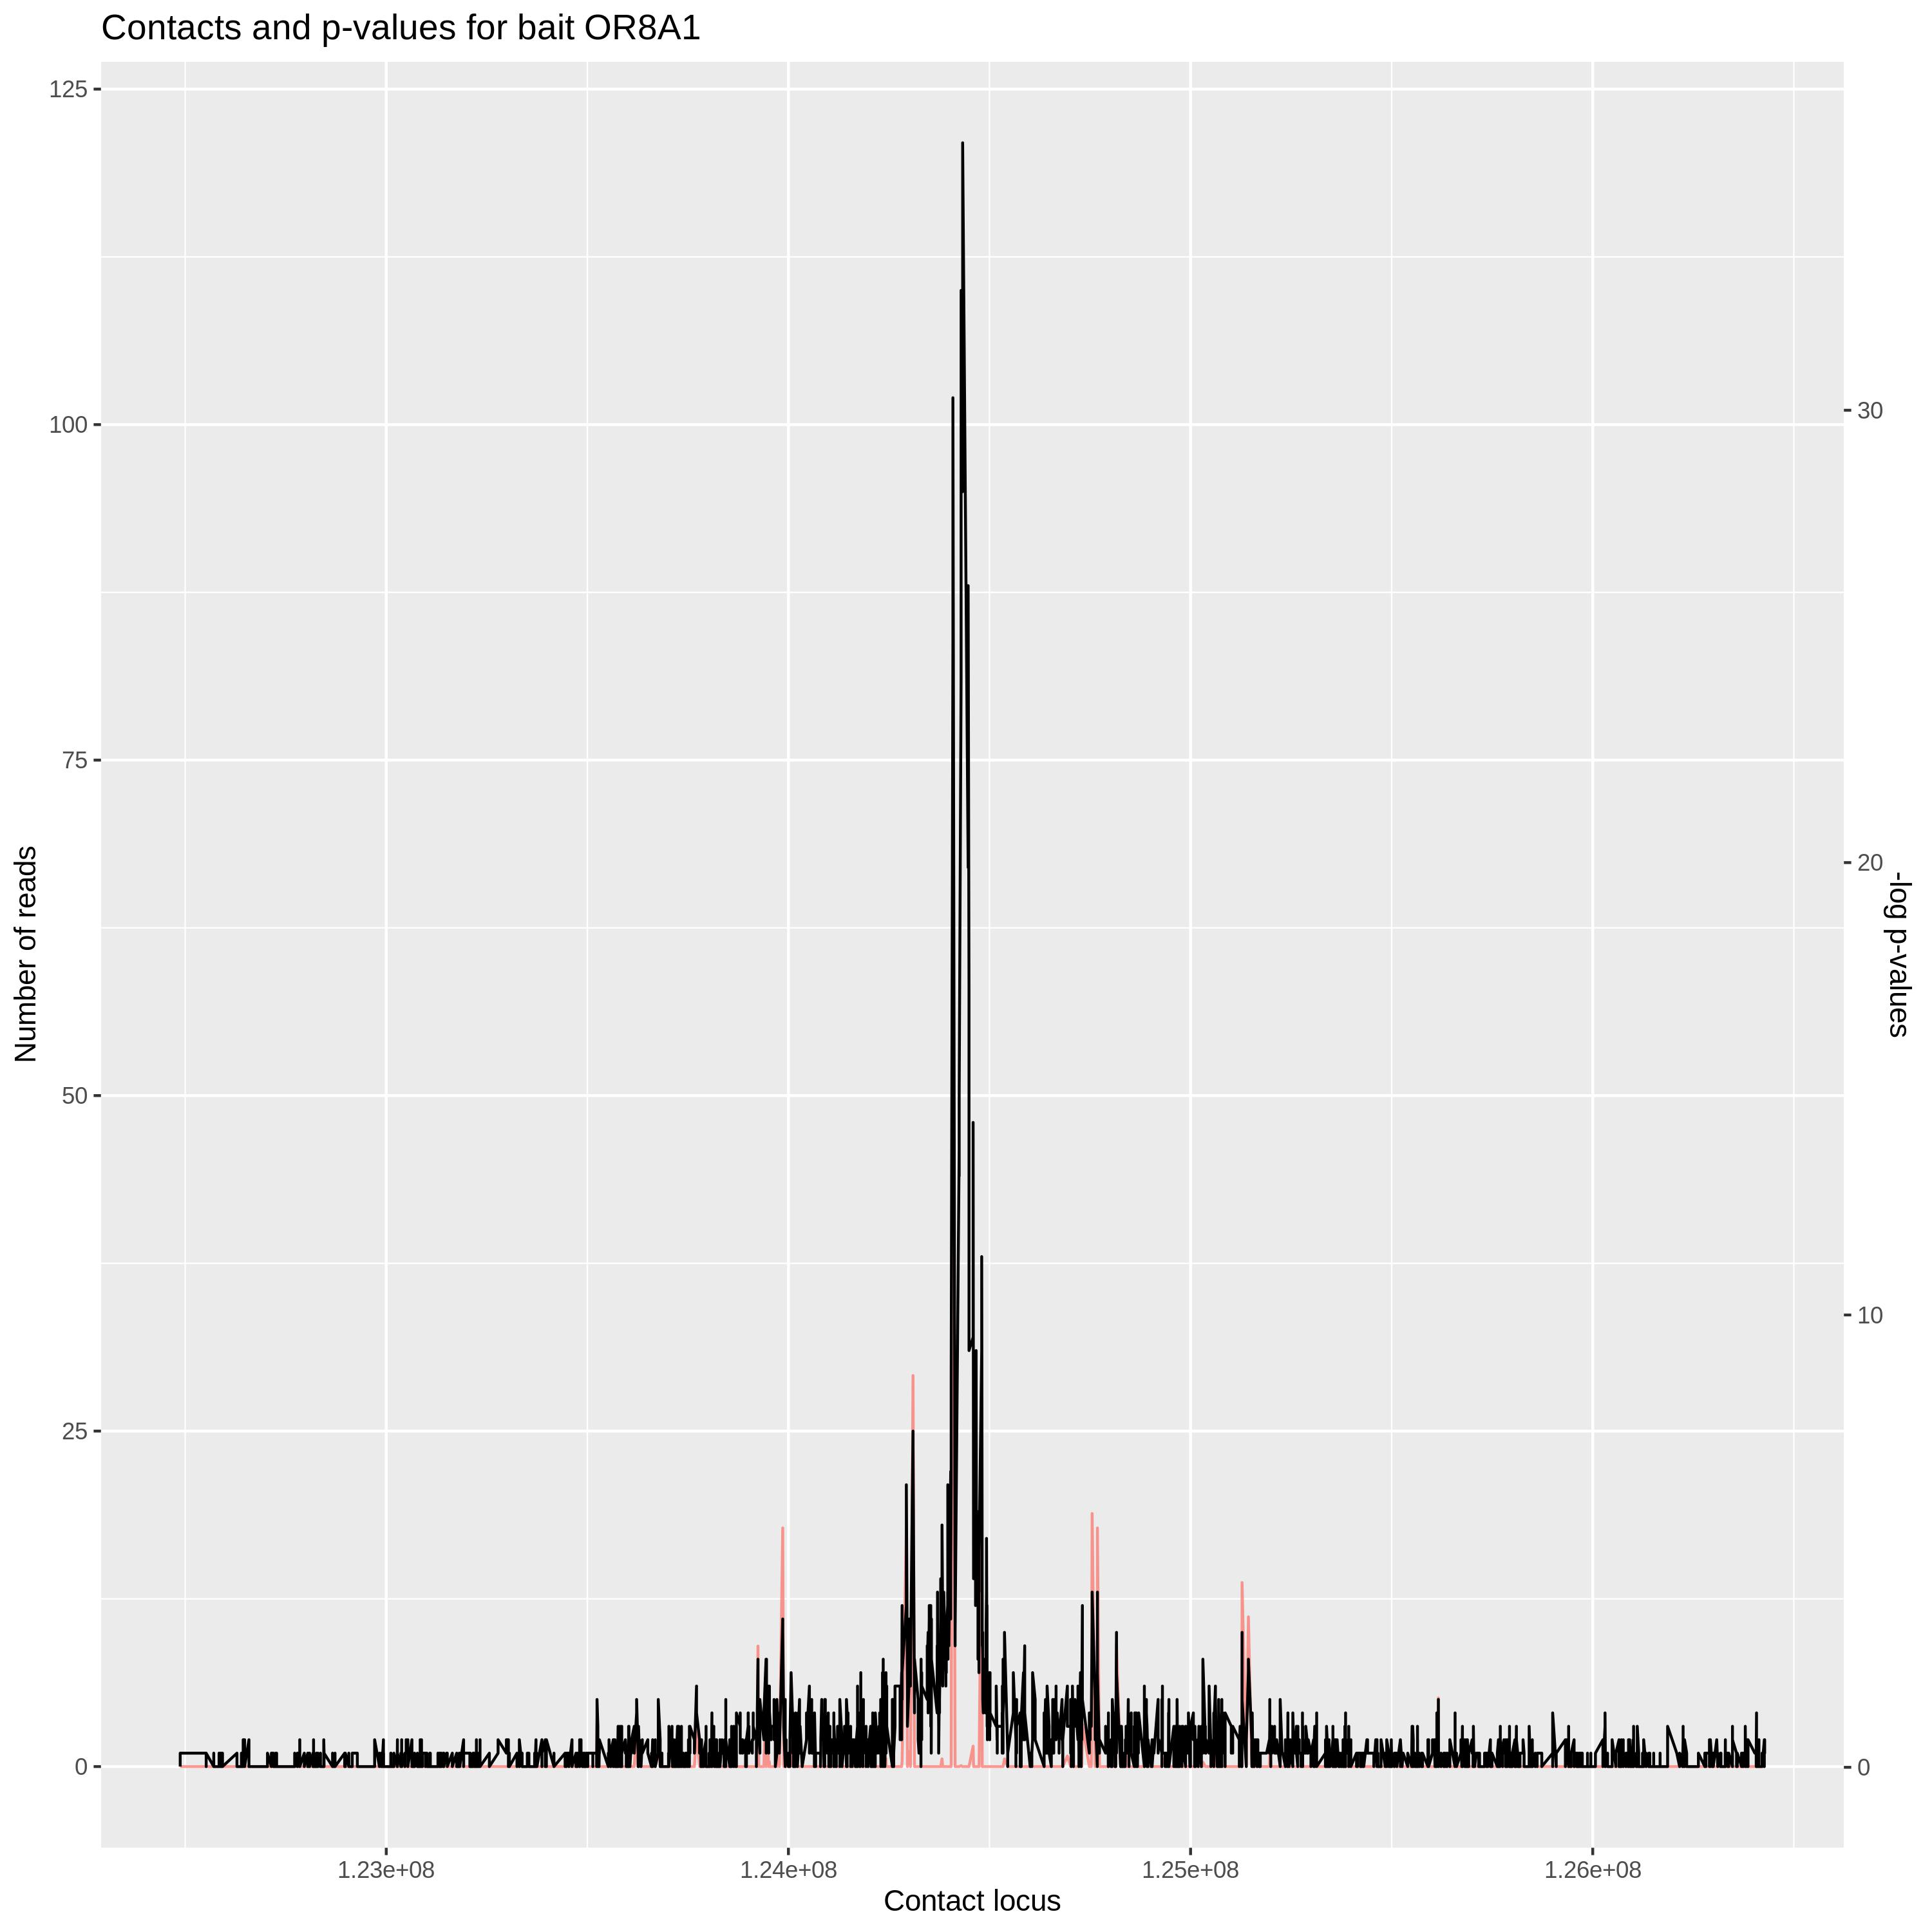 Contacts and p-values for bait OR8A1
125
100
75
50
25
0
Number of reads
30
20
10
0
-log p-values
1.23e+08
1.24e+08
1.25e+08
1.26e+08
Contact locus